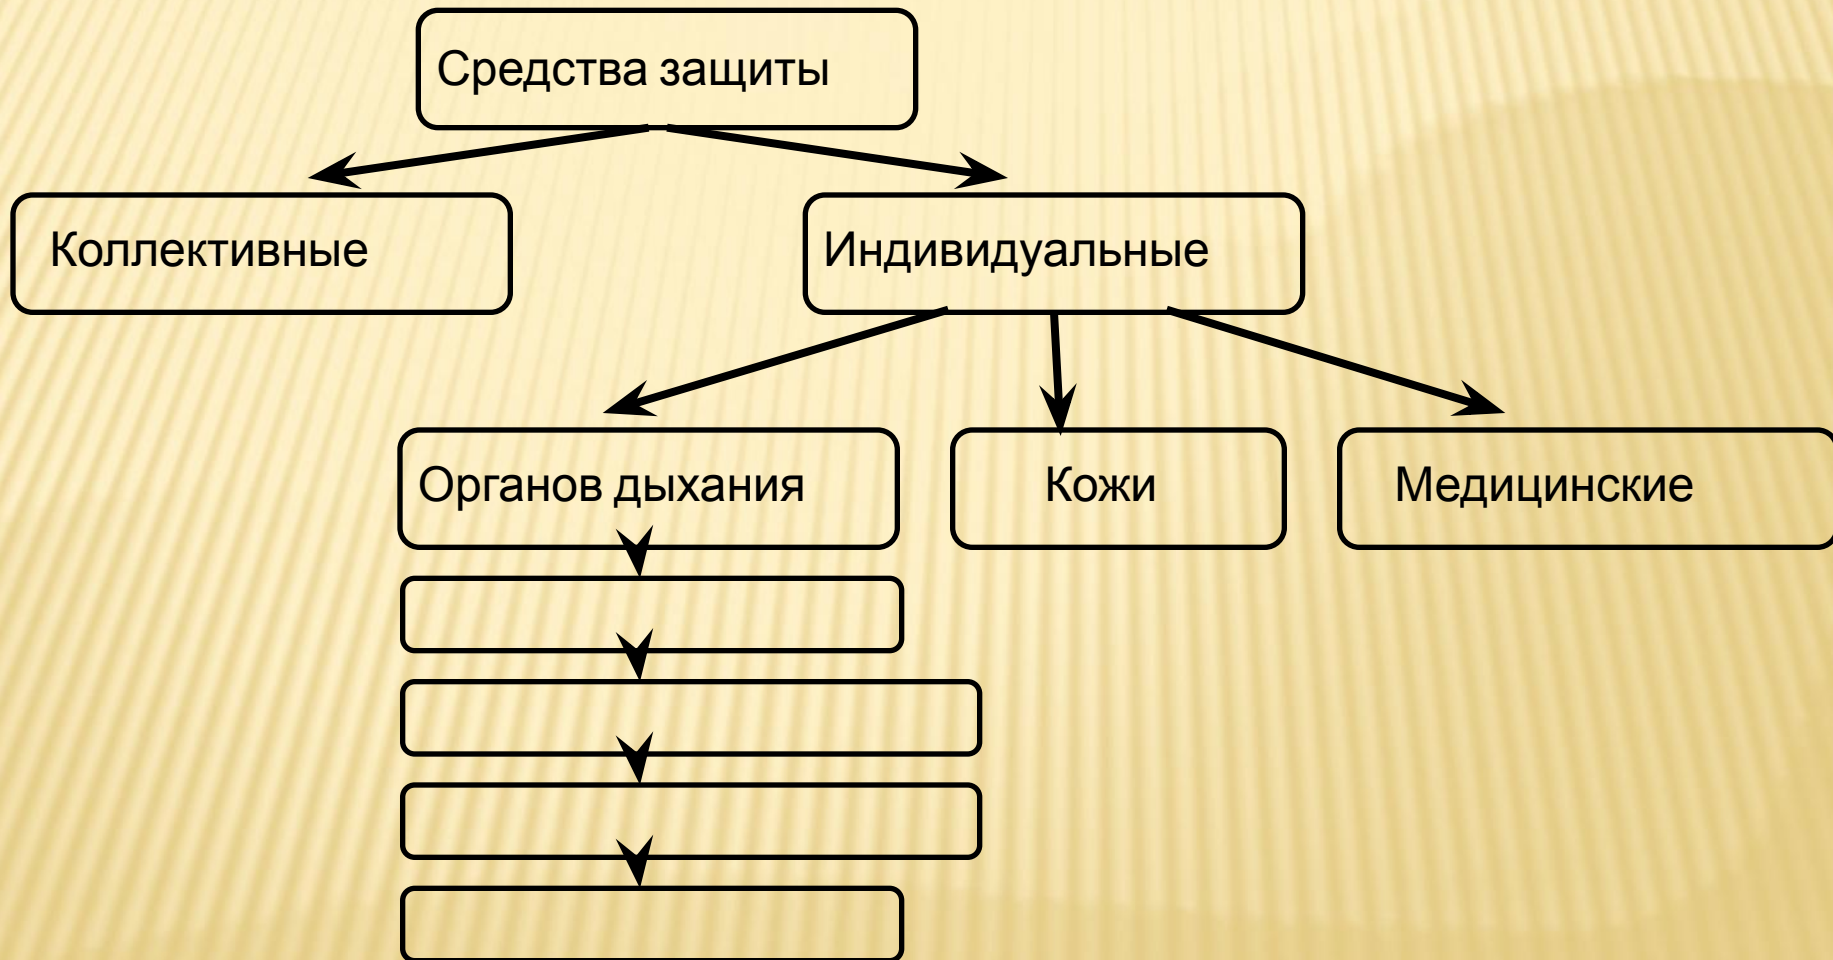 Средства защиты
Коллективные
Индивидуальные
Органов дыхания
Кожи
Медицинские